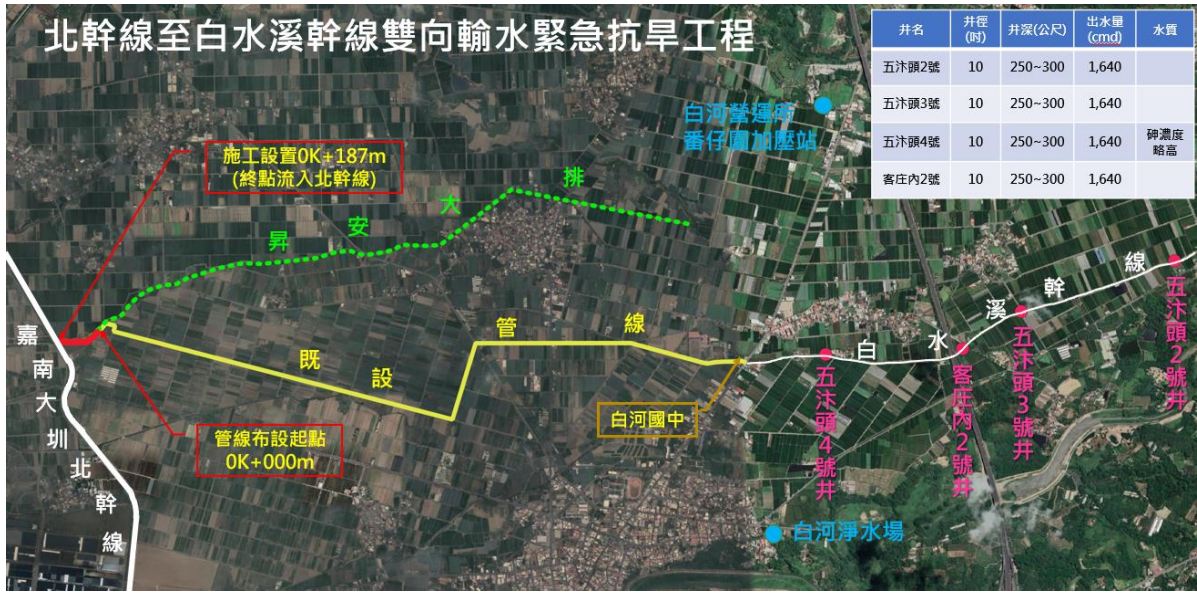 北幹線至白水溪幹線雙向輸水緊急抗旱工程
井名 井徑(吋) 井深(公尺) 出水量(cmd) 水質
五汴頭2號 10 250~300 1,640
五汴頭3號 10 250~300 1,640
五汴頭4號 10 250~300 1,640 砷濃度略高
客庄內2號 10 250~300 1,640
白河營運所
番仔園加壓站
施工設置0K+187m
(終點流入北幹線)
昇安大排
既設管線
白水溪幹線
五汴頭2號井
五汴頭3號井
客庄內2號井
五汴頭4號井
白河國中
管線布設起點
0K+000m
嘉南大圳北幹線
白河淨水場